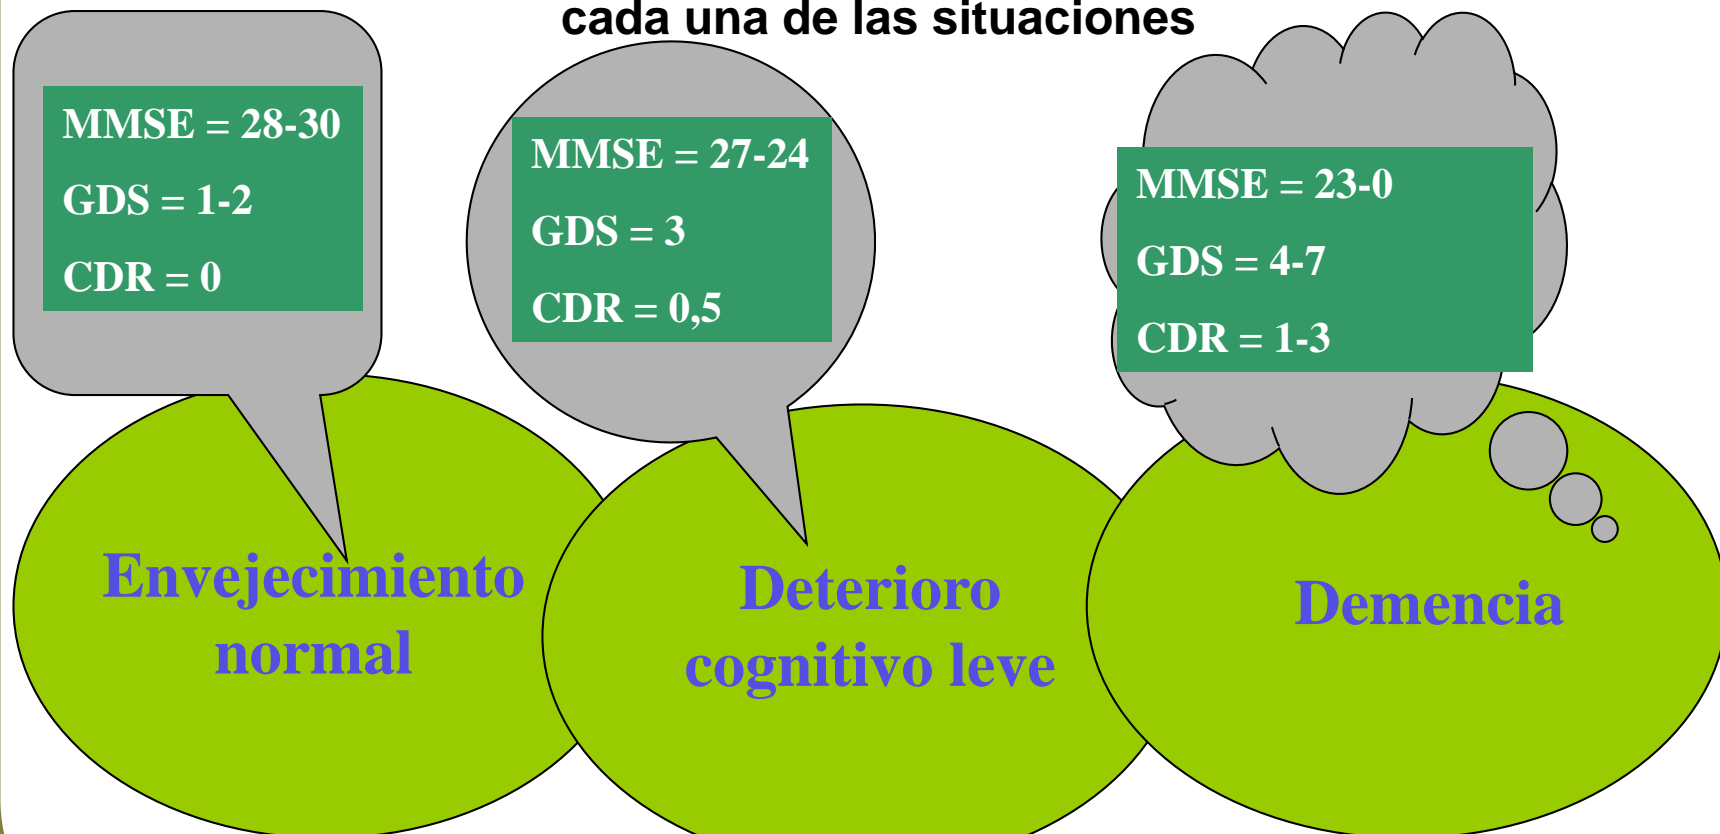 cada una de las situaciones
MMSE = 28-30
GDS = 1-2
CDR = 0
MMSE = 27-24
GDS = 3
CDR = 0,5
MMSE = 23-0
GDS = 4-7
CDR = 1-3
Envejecimiento
normal
Deterioro
cognitivo leve
Demencia